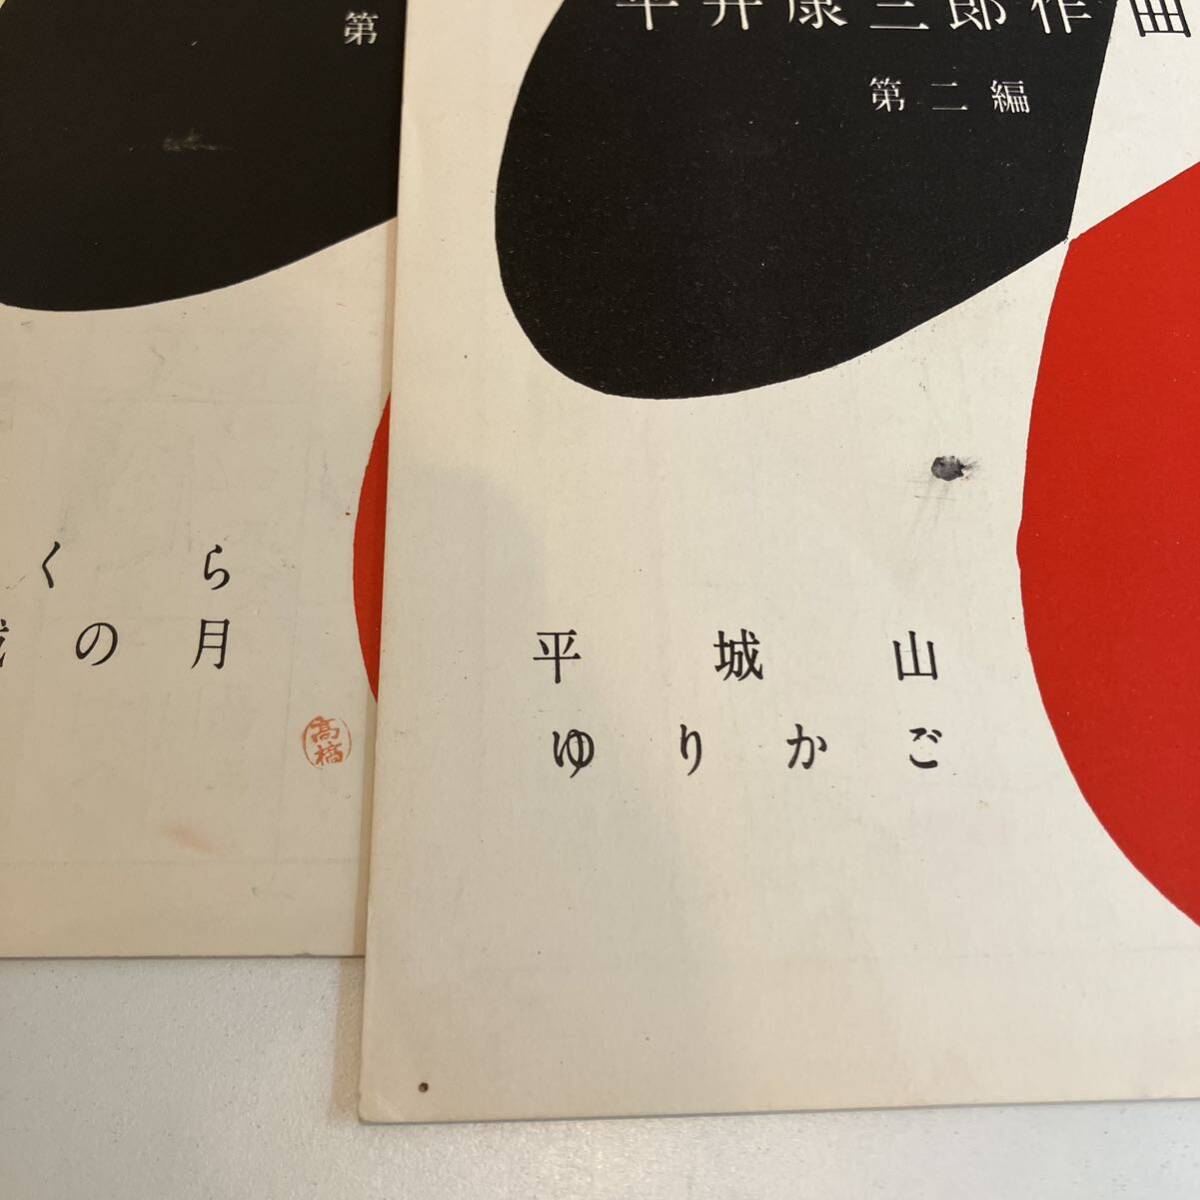 第
くら
の月
高橋
平井康三郎作曲
第二編
平城山
ゆりかご